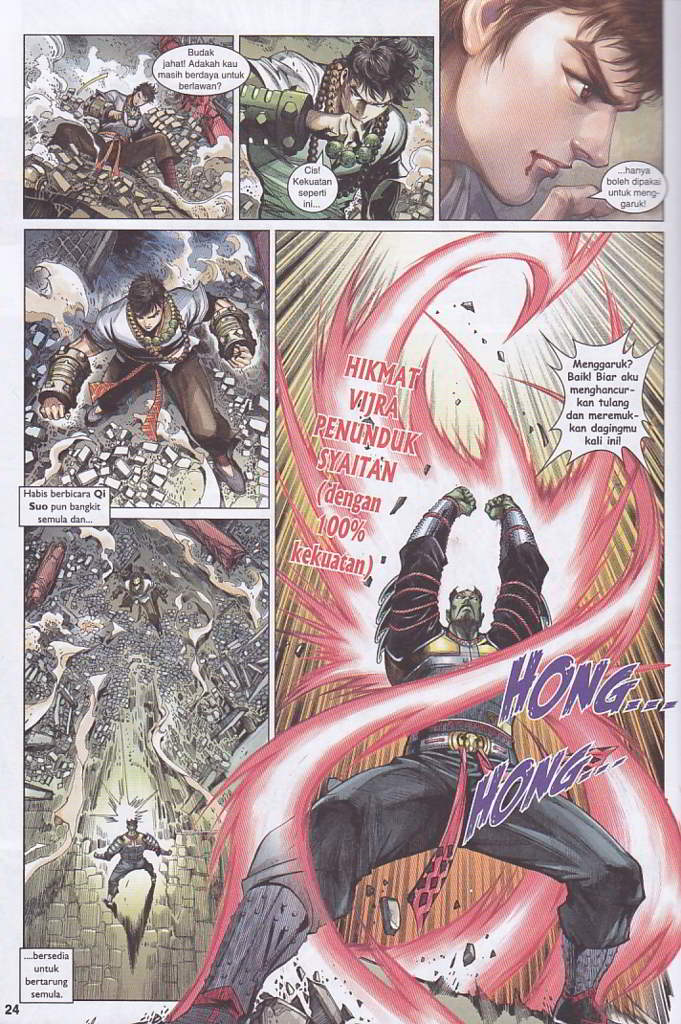 Budak
jahat! Adakah kau
masih berdaya untuk
berlawan?
Cis!
Kekuatan
seperti
ini...
...hanya
boleh dipakai
untuk meng-
garuk!
Habis berbicara Qi
Suo pun bangkit
semula dan...
Menggaruk?
Baik! Biar aku
menghancur-
kan tulang
dan meremuk-
kan dagingmu
kali ini!
HIKMAT
VIJRA
PENUNDUK
SYAITAN
(dengan
100%
kekuatan)
HONG...
HONG...
....bersedia
untuk
bertarung
semula.
24